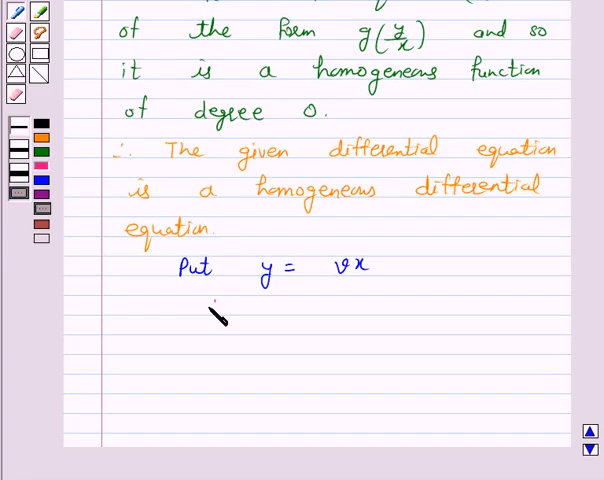 of the form g(y/x) and so
it is a homogeneous function
of degree 0.
∴ The given differential equation
is a homogeneous differential
equation.
Put y = vx